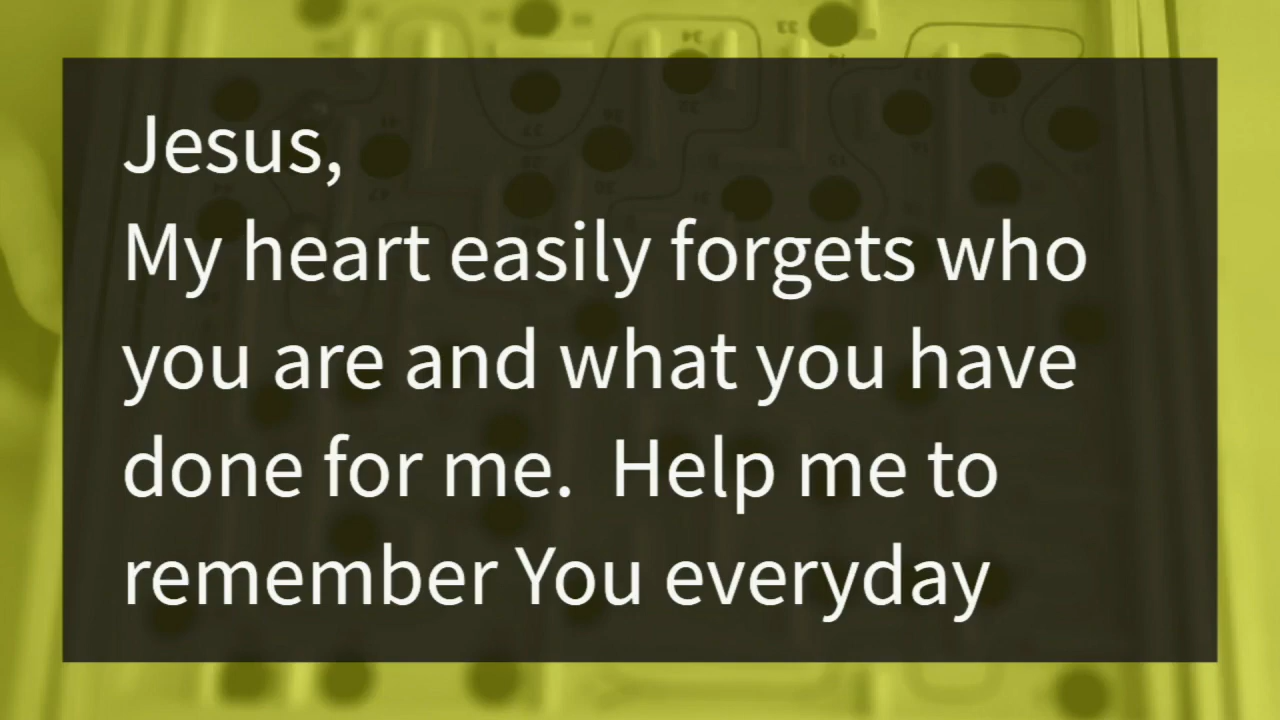 Jesus,
My heart easily forgets who
you are and what you have
done for me.  Help me to
remember You everyday